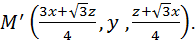 M′ (3x+√3z/4, y ,z+√3x/4).